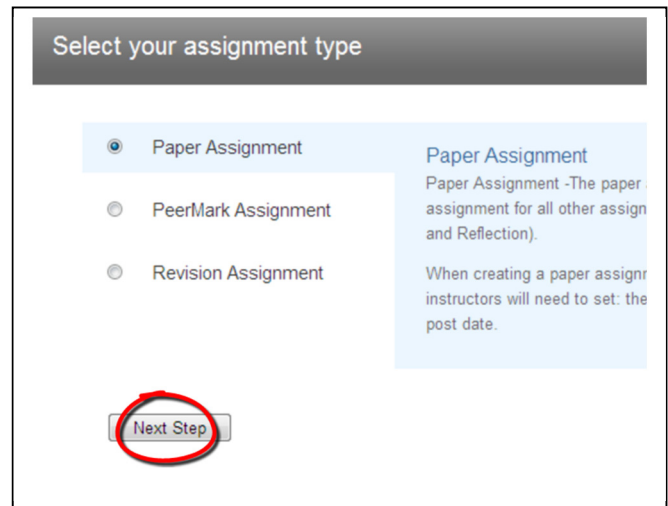 Select your assignment type
Paper Assignment
PeerMark Assignment
Revision Assignment
Paper Assignment
Paper Assignment -The paper
assignment for all other assign
and Reflection).
When creating a paper assignm
instructors will need to set: the
post date.
Next Step